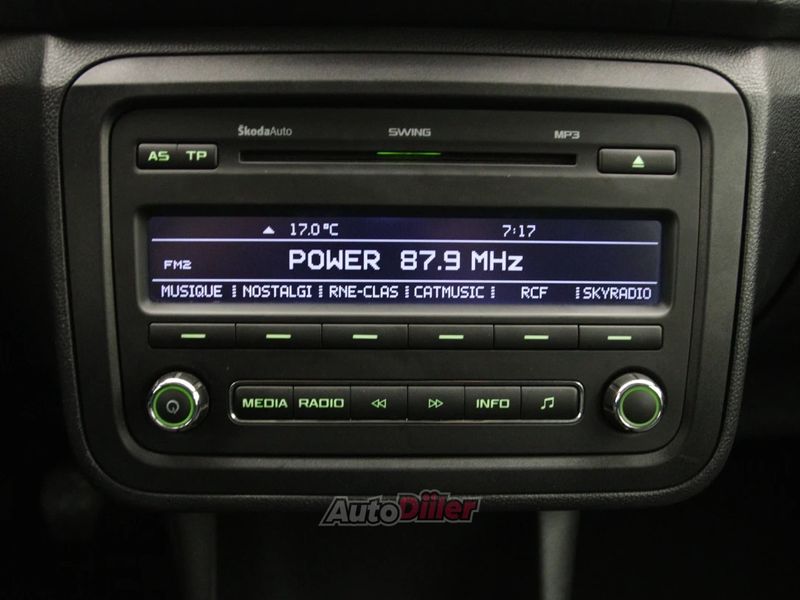 ŠkodaAuto SWING MP3
AS TP
17.0°C 7:17
FM2 POWER 87.9 MHz
MUSIQUE NOSTALGI RNE-CLAS CATMUSIC RCF SKYRADIO
MEDIA RADIO INFO
AutoDiiler